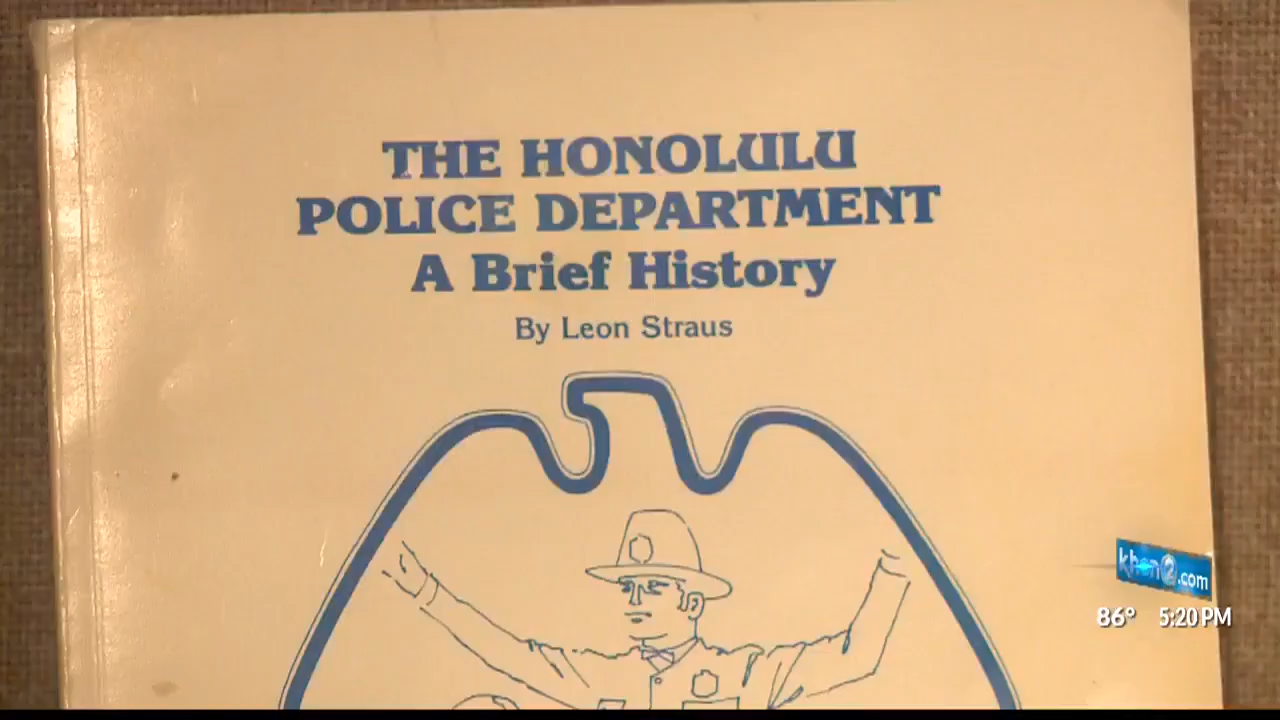 THE HONOLULU
POLICE DEPARTMENT
A Brief History
By Leon Straus
khon2.com
86° 5:20 PM